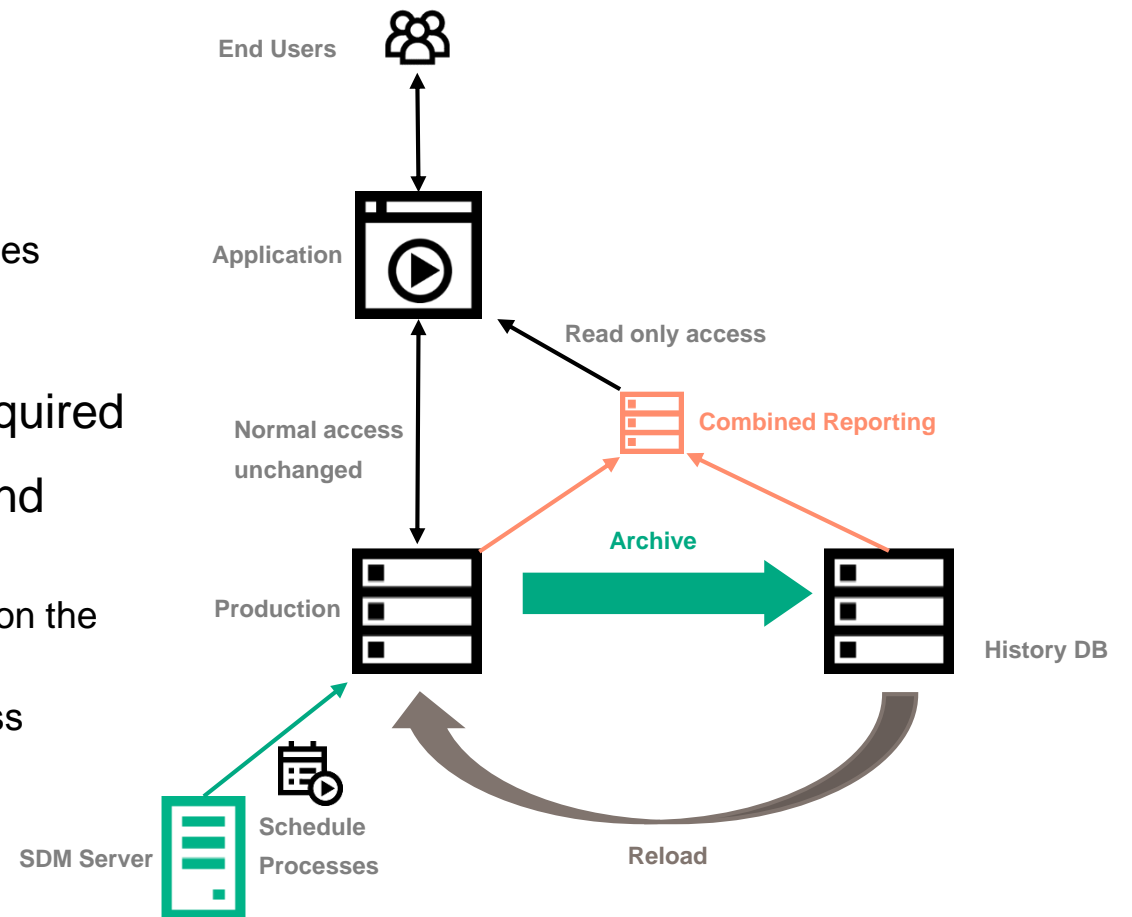 End Users
es
Application
Read only access
quired
Combined Reporting
Normal access
unchanged
nd
Archive
on the
Production
History DB
ss
Schedule
Processes
SDM Server
Reload